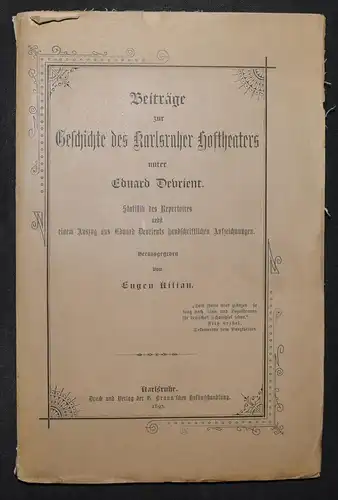 Beiträge
zur
Geschichte des Karlsruher Hoftheaters
unter
Eduard Devrient.
Statistik des Repertoires
nebst
einem Auszug aus Eduard Devrients handschriftlichen Aufzeichnungen.
Herausgegeben
von
Eugen Kilian.
Karlsruhe.
Druck und Verlag der G. Braun'schen Hofbuchhandlung.